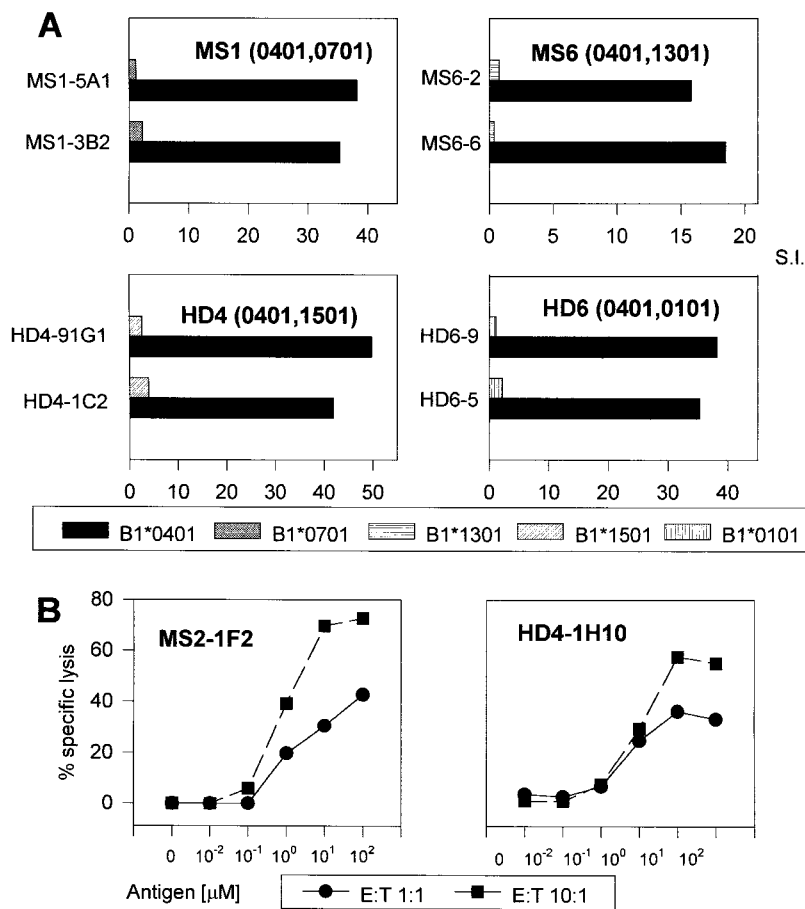 A
MS1 (0401,0701)
MS1-5A1
MS1-3B2
0 10 20 30 40
MS6 (0401,1301)
MS6-2
MS6-6
0 5 10 15 20
S.I.
HD4 (0401,1501)
HD4-91G1
HD4-1C2
0 10 20 30 40 50
HD6 (0401,0101)
HD6-9
HD6-5
0 10 20 30 40
B1*0401 B1*0701 B1*1301 B1*1501 B1*0101
B
% specific lysis
80
60
40
20
0
MS2-1F2
0 10⁻² 10⁻¹ 10⁰ 10¹ 10²
HD4-1H10
0 10⁻² 10⁻¹ 10⁰ 10¹ 10²
Antigen [µM]
E:T 1:1 E:T 10:1